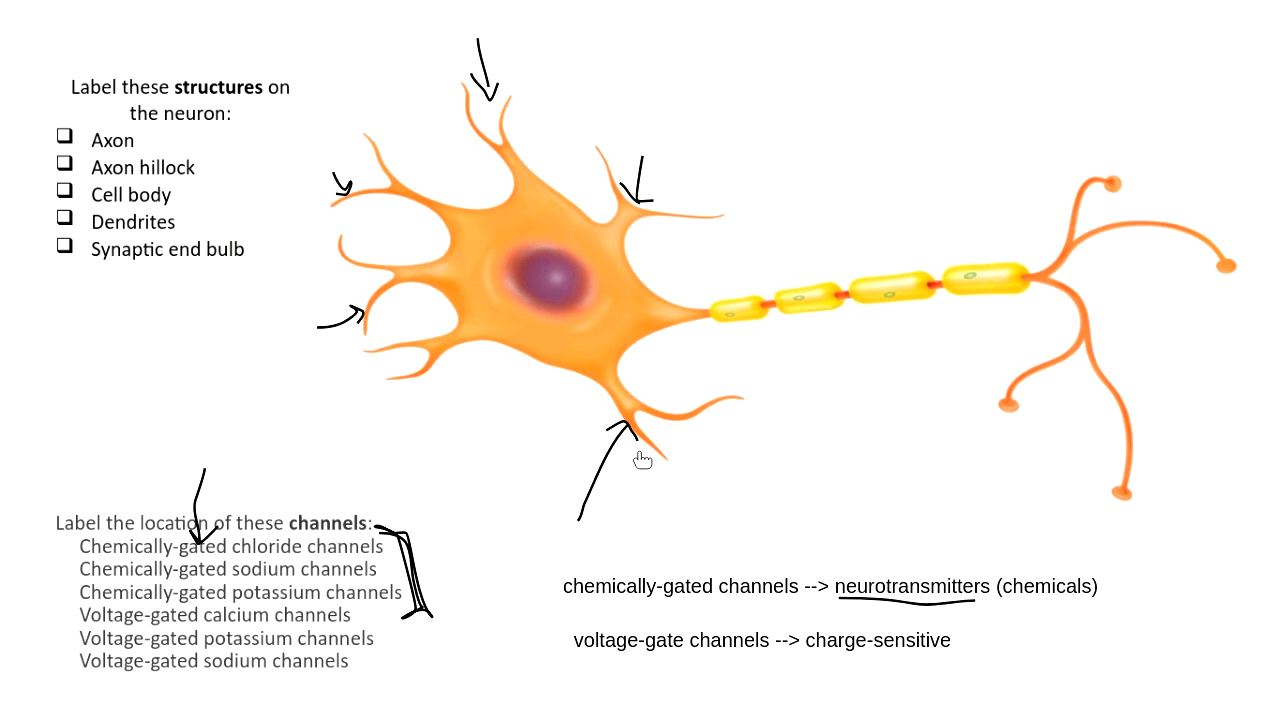 Label these structures on
the neuron:
Axon
Axon hillock
Cell body
Dendrites
Synaptic end bulb
Label the location of these channels:
Chemically-gated chloride channels
Chemically-gated sodium channels
Chemically-gated potassium channels
Voltage-gated calcium channels
Voltage-gated potassium channels
Voltage-gated sodium channels
chemically-gated channels --> neurotransmitters (chemicals)
voltage-gate channels --> charge-sensitive